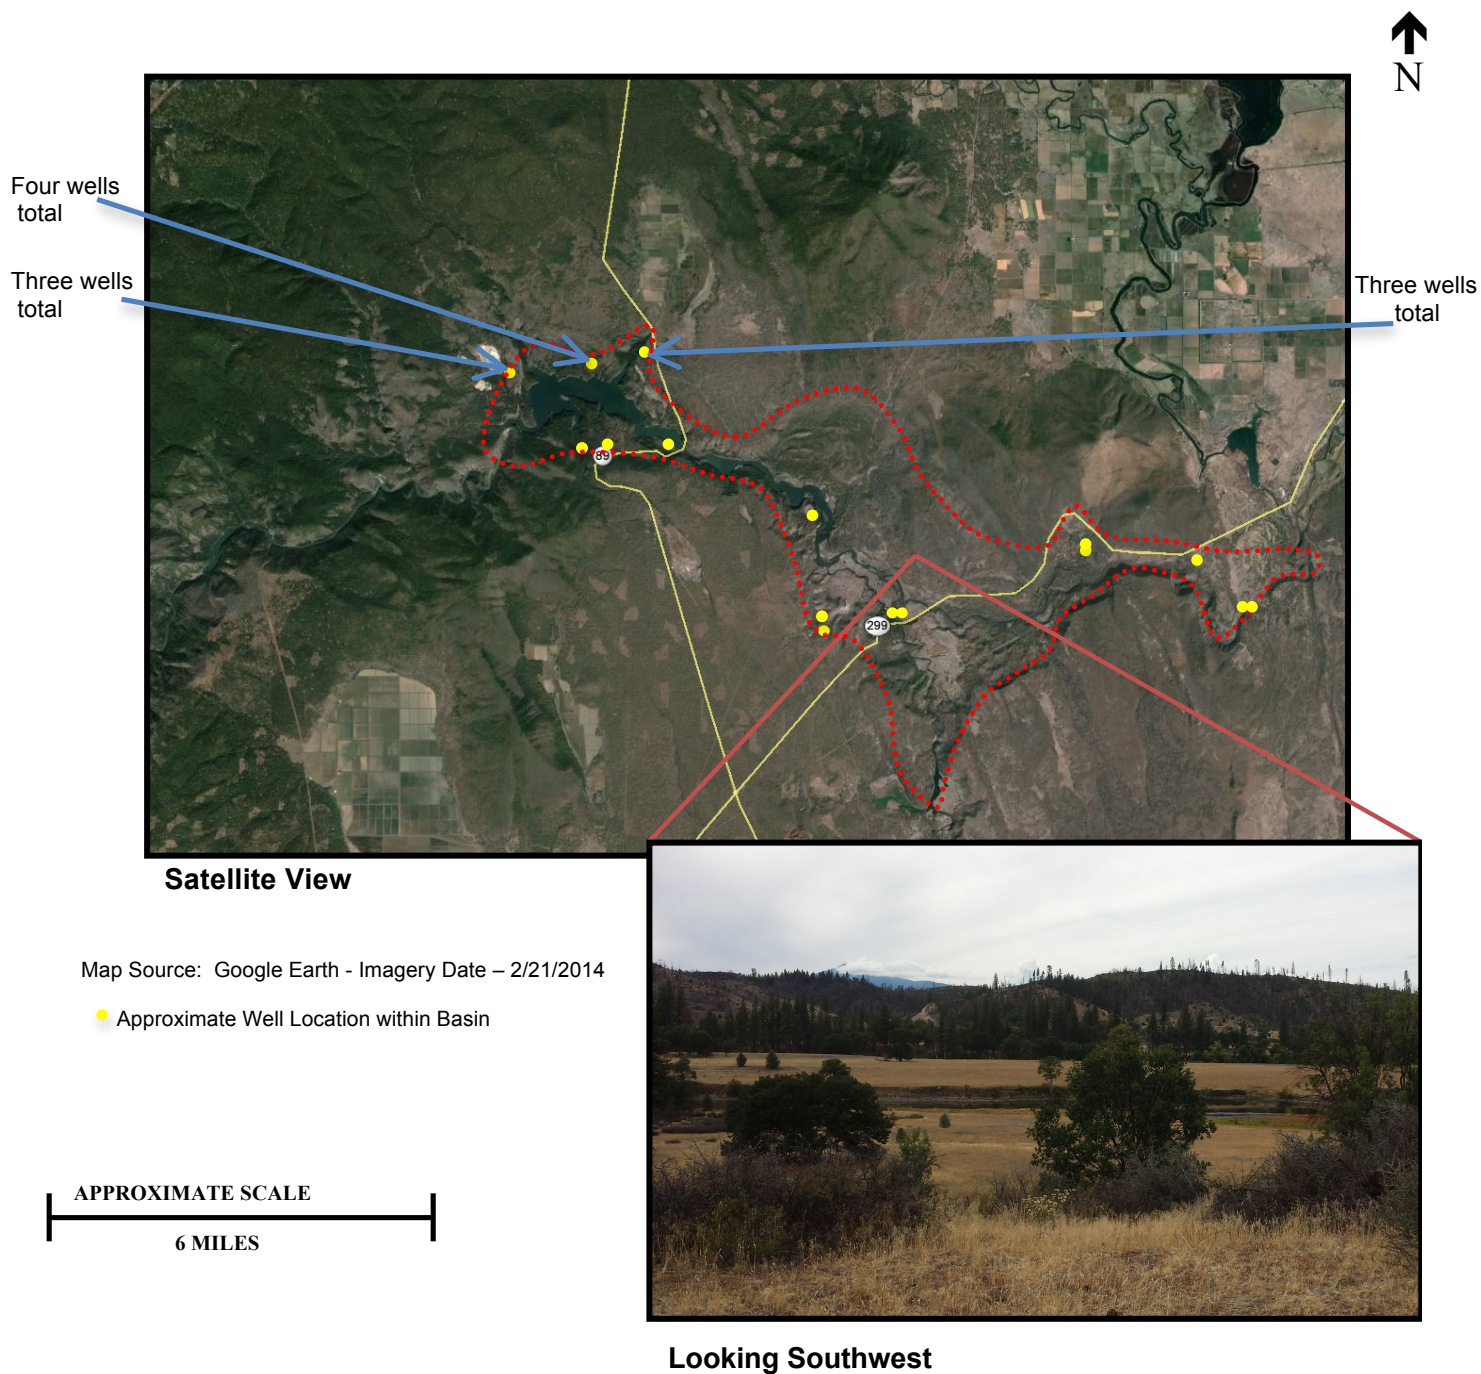 N
Four wells
total
Three wells
total
Three wells
total
89
299
Satellite View
Map Source:  Google Earth - Imagery Date – 2/21/2014
Approximate Well Location within Basin
APPROXIMATE SCALE
6 MILES
Looking Southwest